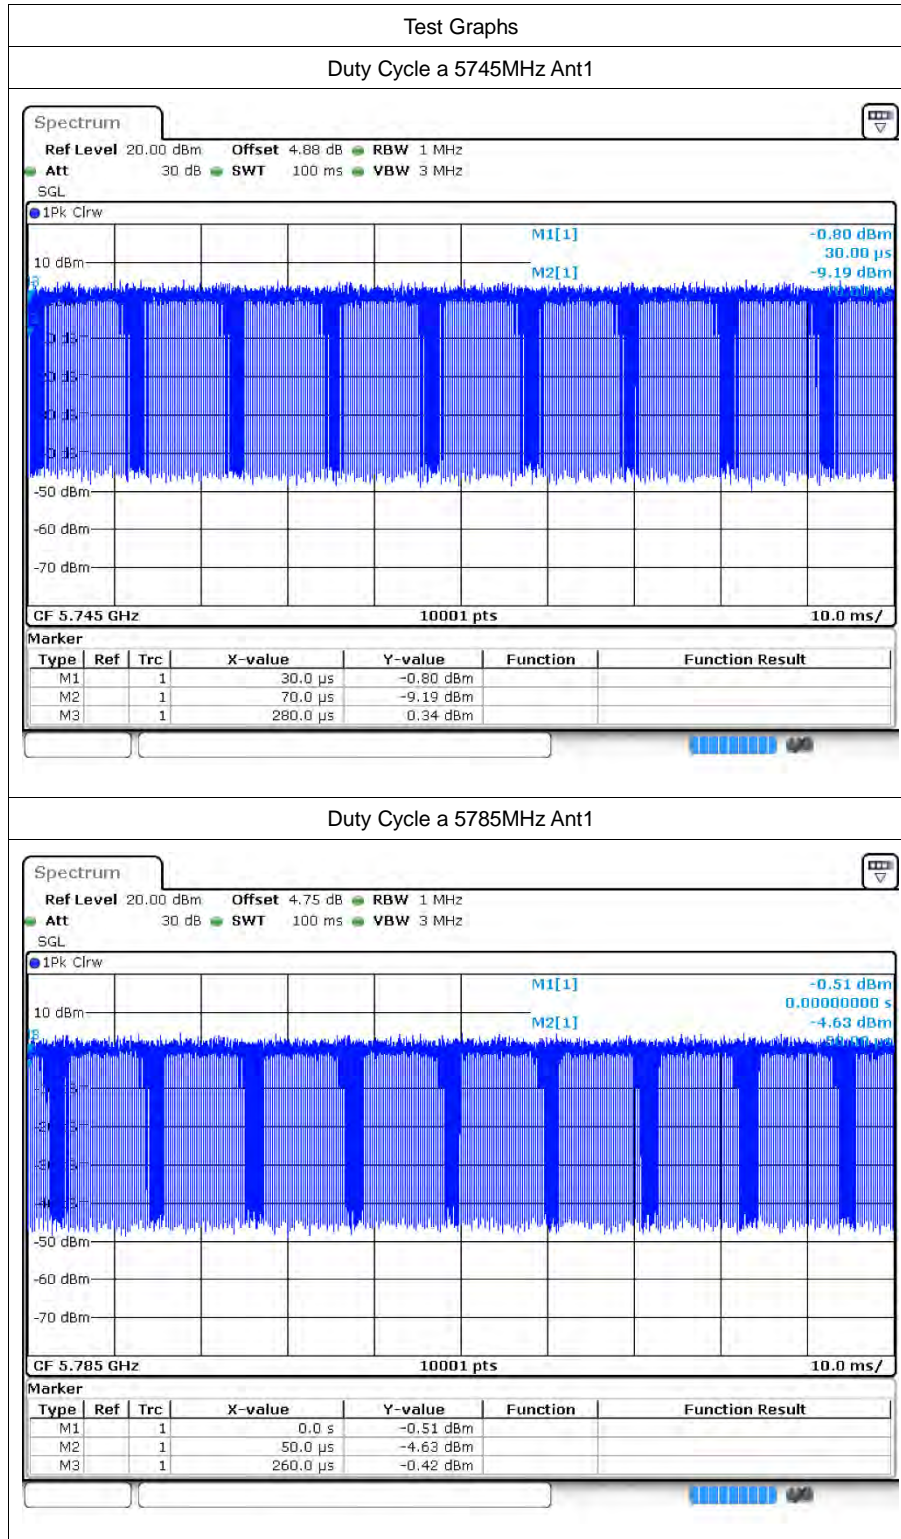 Test Graphs
Duty Cycle a 5745MHz Ant1
Spectrum
Ref Level 20.00 dBm Offset 4.88 dB RBW 1 MHz
Att 30 dB SWT 100 ms VBW 3 MHz
SGL
1Pk Clrw
M1[1] -0.80 dBm
30.00 µs
10 dBm
M2[1] -9.19 dBm
-50 dBm
-60 dBm
-70 dBm
CF 5.745 GHz 10001 pts 10.0 ms/
Marker
Type Ref Trc X-value Y-value Function Function Result
M1 1 30.0 µs -0.80 dBm
M2 1 70.0 µs -9.19 dBm
M3 1 280.0 µs 0.34 dBm
Duty Cycle a 5785MHz Ant1
Spectrum
Ref Level 20.00 dBm Offset 4.75 dB RBW 1 MHz
Att 30 dB SWT 100 ms VBW 3 MHz
SGL
1Pk Clrw
M1[1] -0.51 dBm
0.00000000 s
10 dBm
M2[1] -4.63 dBm
-50 dBm
-60 dBm
-70 dBm
CF 5.785 GHz 10001 pts 10.0 ms/
Marker
Type Ref Trc X-value Y-value Function Function Result
M1 1 0.0 s -0.51 dBm
M2 1 50.0 µs -4.63 dBm
M3 1 260.0 µs -0.42 dBm